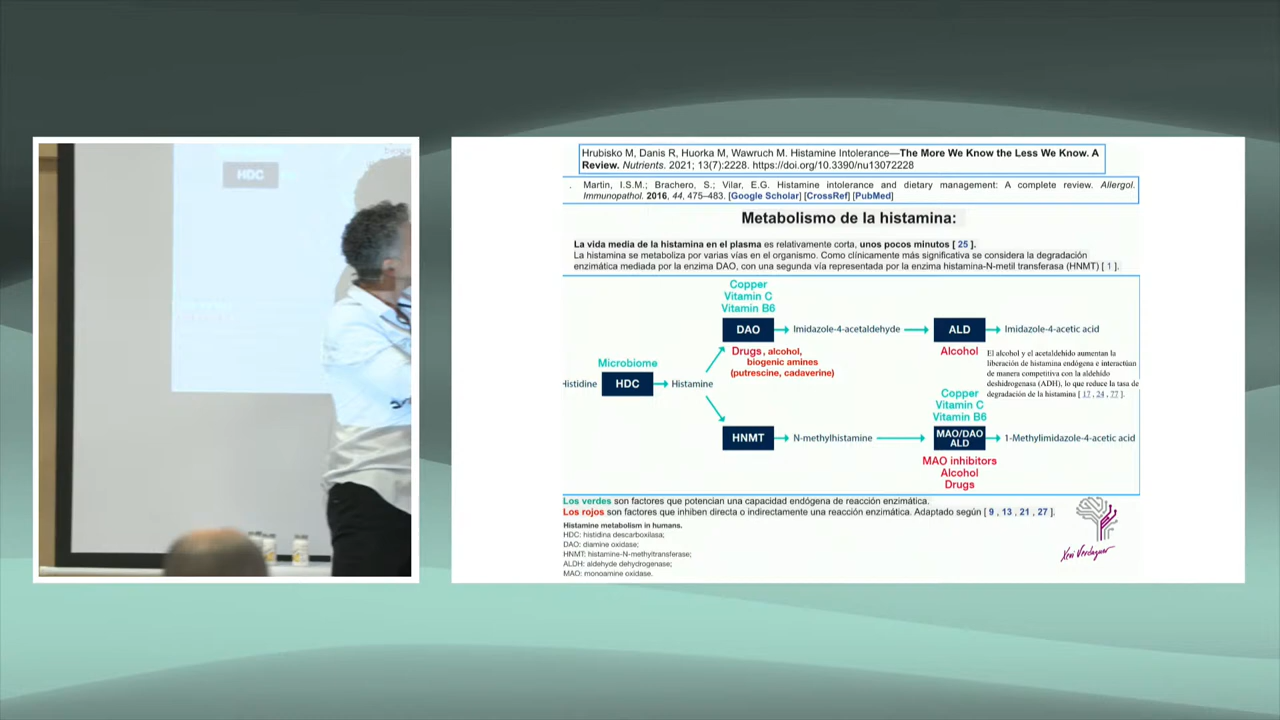 HDC
Hrubisko M, Danis R, Huorka M, Wawruch M. Histamine Intolerance—The More We Know the Less We Know. A
Review. Nutrients. 2021; 13(7):2228. https://doi.org/10.3390/nu13072228
. Martin, I.S.M.; Brachero, S.; Vilar, E.G. Histamine intolerance and dietary management: A complete review. Allergol.
Immunopathol. 2016, 44, 475–483. [Google Scholar] [CrossRef] [PubMed]
Metabolismo de la histamina:
La vida media de la histamina en el plasma es relativamente corta, unos pocos minutos [ 25 ].
La histamina se metaboliza por varias vías en el organismo. Como clínicamente más significativa se considera la degradación
enzimática mediada por la enzima DAO, con una segunda vía representada por la enzima histamina-N-metil transferasa (HNMT) [ 1 ].
Copper
Vitamin C
Vitamin B6
DAO
Imidazole-4-acetaldehyde
ALD
Imidazole-4-acetic acid
Drugs, alcohol,
biogenic amines
(putrescine, cadaverine)
Alcohol
El alcohol y el acetaldehido aumentan la
liberación de histamina endógena e interactúan
de manera competitiva con la aldehído
deshidrogenasa (ADH), lo que reduce la tasa de
degradación de la histamina [ 17 , 24 , 77 ].
Microbiome
Histidine
HDC
Histamine
Copper
Vitamin C
Vitamin B6
HNMT
N-methylhistamine
MAO/DAO
ALD
1-Methylimidazole-4-acetic acid
MAO inhibitors
Alcohol
Drugs
Los verdes son factores que potencian una capacidad endógena de reacción enzimática.
Los rojos son factores que inhiben directa o indirectamente una reacción enzimática. Adaptado según [ 9 , 13 , 21 , 27 ].
Histamine metabolism in humans.
HDC: histidina descarboxilasa;
DAO: diamine oxidase;
HNMT: histamine-N-methyltransferase;
ALDH: aldehyde dehydrogenase;
MAO: monoamine oxidase.
Xevi Verdaguer